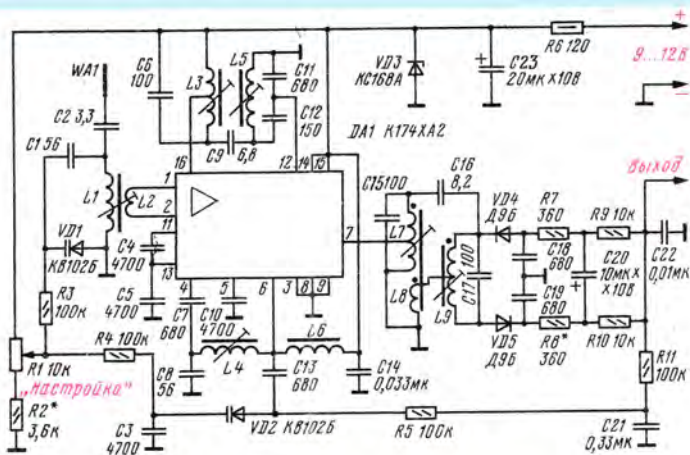 +
R6 120
9...12В
−
WA1
C6
100
L3
L5
C11
680
VD3
КС168А
C23
20мк×10В
C2 3,3
C12
150
DA1 К174ХА2
C1 56
C9
6,8
16
12
14
15
Выход
L1
L2
1
2
C15100
C16
8,2
VD4
Д9Б
R7
360
R9 10к
VD1
КВ102Б
C4
4700
11
13
7
L7
C17 100
C18
680
C20
10мк×
×10В
C22
0,01мк
R3
100к
C5
4700
4
5
6
3
8
9
L8
L9
C19
680
C7
680
C10
4700
L6
VD5
Д9Б
R8*
360
R10 10к
R4 100к
L4
R11
100к
R1 10к
„Настройка"
C8
56
C13
680
C14
0,033мк
R2*
3,6к
C3
4700
VD2 КВ102Б
R5 100к
C21
0,33мк